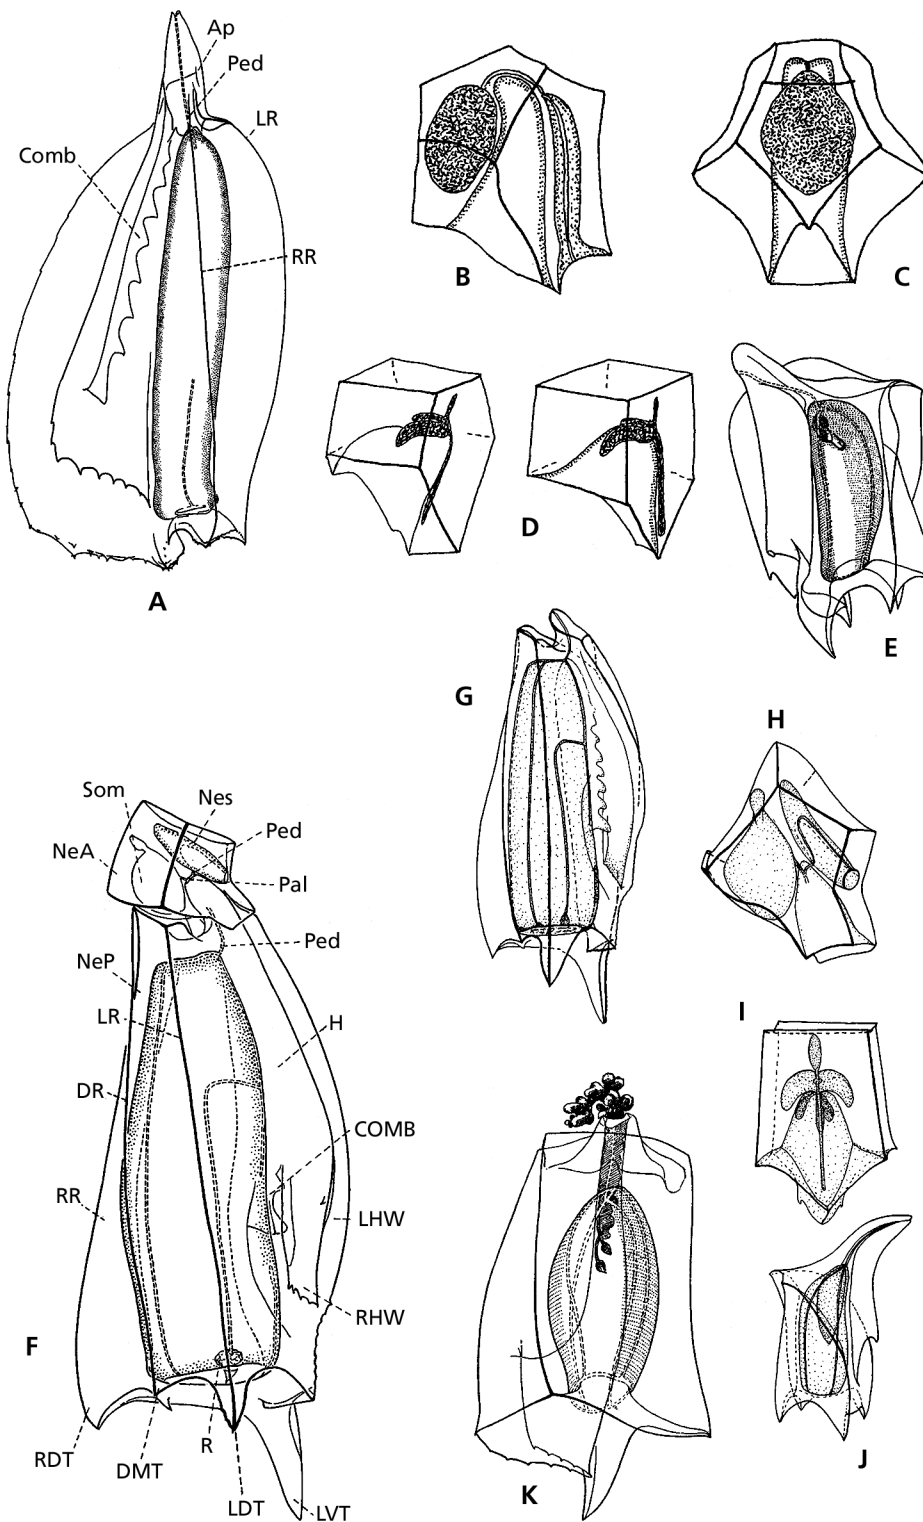 Ap
Ped
LR
Comb
RR
A
B
C
D
E
G
H
Som
Nes
Ped
NeA
Pal
Ped
NeP
LR
H
DR
COMB
RR
LHW
RHW
F
I
R
RDT
DMT
LDT
LVT
K
J